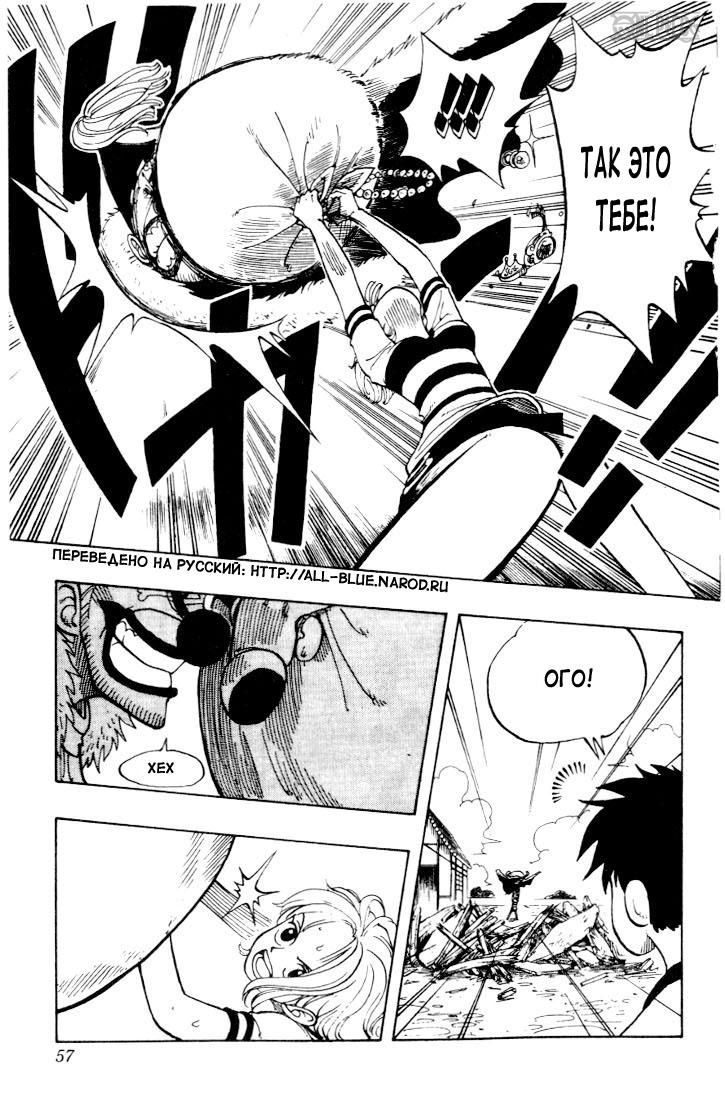 ТАК ЭТО
ТЕБЕ!
!!!
ПЕРЕВЕДЕНО НА РУССКИЙ: HTTP://ALL-BLUE.NAROD.RU
ОГО!
ХЕХ
57